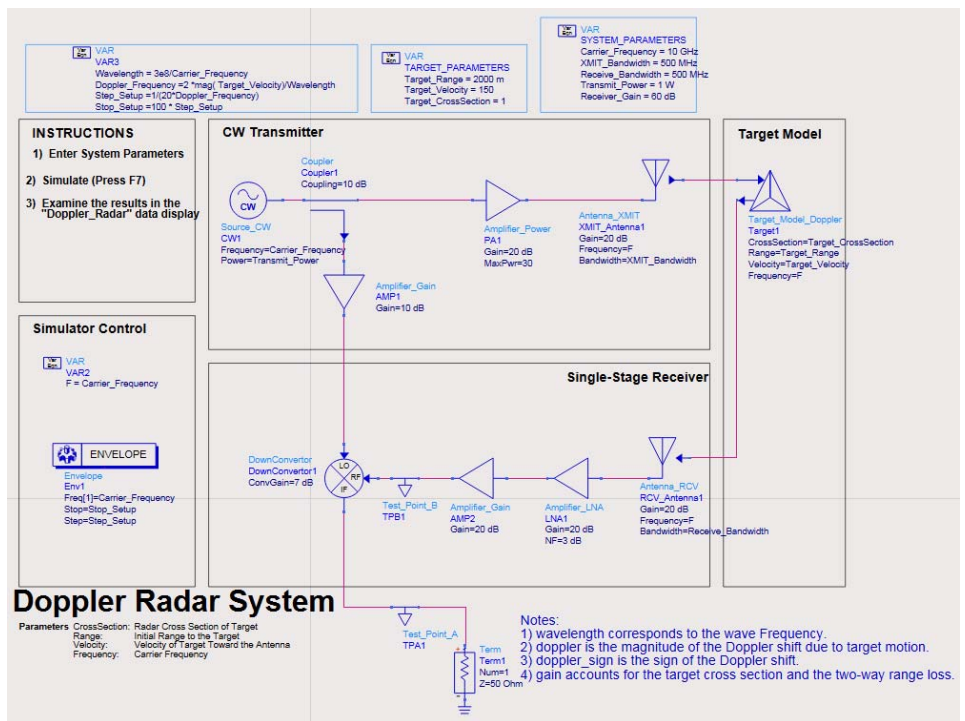 Var
Eqn
VAR
VAR3
Wavelength = 3e8/Carrier_Frequency
Doppler_Frequency =2 *mag( Target_Velocity)/Wavelength
Step_Setup =1/(20*Doppler_Frequency)
Stop_Setup =100 * Step_Setup
Var
Eqn
VAR
TARGET_PARAMETERS
Target_Range = 2000 m
Target_Velocity = 150
Target_CrossSection = 1
Var
Eqn
VAR
SYSTEM_PARAMETERS
Carrier_Frequency = 10 GHz
XMIT_Bandwidth = 500 MHz
Receive_Bandwidth = 500 MHz
Transmit_Power = 1 W
Receiver_Gain = 60 dB
INSTRUCTIONS
1) Enter System Parameters
2) Simulate (Press F7)
3) Examine the results in the
"Doppler_Radar" data display
CW Transmitter
Coupler
Coupler1
Coupling=10 dB
CW
Source_CW
CW1
Frequency=Carrier_Frequency
Power=Transmit_Power
Amplifier_Power
PA1
Gain=20 dB
MaxPwr=30
Antenna_XMIT
XMIT_Antenna1
Gain=20 dB
Frequency=F
Bandwidth=XMIT_Bandwidth
Amplifier_Gain
AMP1
Gain=10 dB
Target Model
Target_Model_Doppler
Target1
CrossSection=Target_CrossSection
Range=Target_Range
Velocity=Target_Velocity
Frequency=F
Simulator Control
Var
Eqn
VAR
VAR2
F = Carrier_Frequency
ENVELOPE
Envelope
Env1
Freq[1]=Carrier_Frequency
Stop=Stop_Setup
Step=Step_Setup
Single-Stage Receiver
DownConvertor
DownConvertor1
ConvGain=7 dB
LO
RF
IF
Test_Point_B
TPB1
Amplifier_Gain
AMP2
Gain=20 dB
Amplifier_LNA
LNA1
Gain=20 dB
NF=3 dB
Antenna_RCV
RCV_Antenna1
Gain=20 dB
Frequency=F
Bandwidth=Receive_Bandwidth
Doppler Radar System
Parameters CrossSection: Radar Cross Section of Target
Range: Initial Range to the Target
Velocity: Velocity of Target Toward the Antenna
Frequency: Carrier Frequency
Test_Point_A
TPA1
Term
Term1
Num=1
Z=50 Ohm
Notes:
1) wavelength corresponds to the wave Frequency.
2) doppler is the magnitude of the Doppler shift due to target motion.
3) doppler_sign is the sign of the Doppler shift.
4) gain accounts for the target cross section and the two-way range loss.